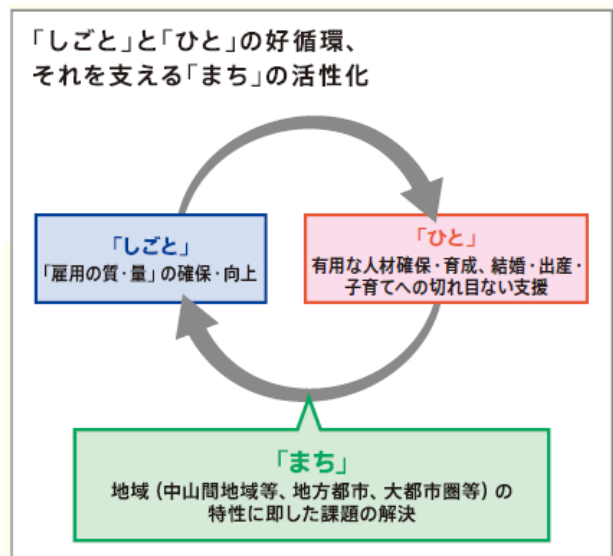 「しごと」と「ひと」の好循環、
それを支える「まち」の活性化
「しごと」
「雇用の質・量」の確保・向上
「ひと」
有用な人材確保・育成、結婚・出産・
子育てへの切れ目ない支援
「まち」
地域(中山間地域等、地方都市、大都市圏等)の
特性に即した課題の解決